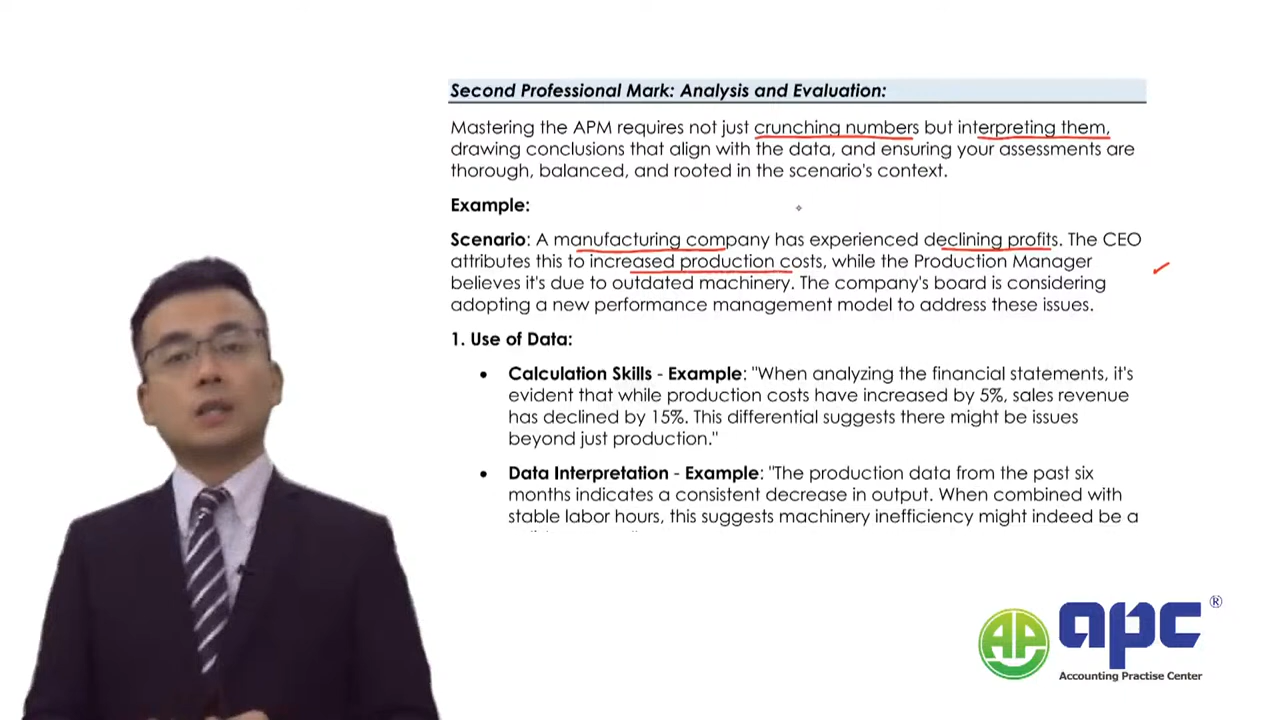 Second Professional Mark: Analysis and Evaluation:
Mastering the APM requires not just crunching numbers but interpreting them,
drawing conclusions that align with the data, and ensuring your assessments are
thorough, balanced, and rooted in the scenario's context.
Example:
Scenario: A manufacturing company has experienced declining profits. The CEO
attributes this to increased production costs, while the Production Manager
believes it's due to outdated machinery. The company's board is considering
adopting a new performance management model to address these issues.
1. Use of Data:
• Calculation Skills - Example: "When analyzing the financial statements, it's
evident that while production costs have increased by 5%, sales revenue
has declined by 15%. This differential suggests there might be issues
beyond just production."
• Data Interpretation - Example: "The production data from the past six
months indicates a consistent decrease in output. When combined with
stable labor hours, this suggests machinery inefficiency might indeed be a
AP apc ®
Accounting Practise Center